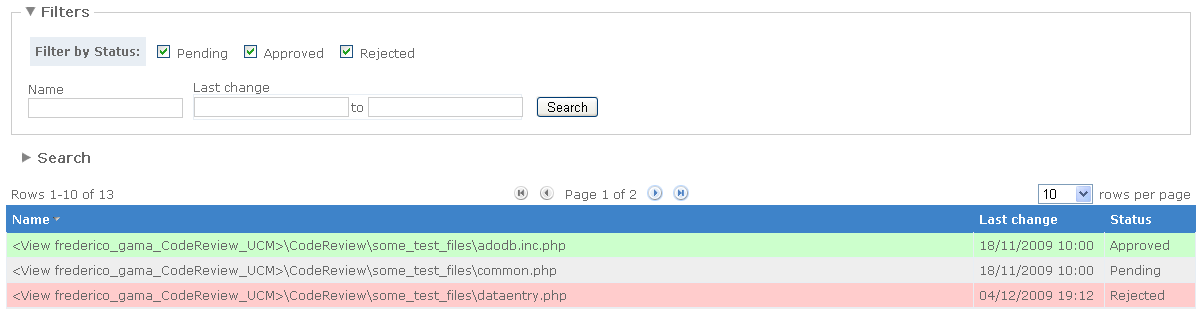 Filters
Filter by Status: Pending Approved Rejected
Name Last change
to Search
Search
Rows 1-10 of 13 Page 1 of 2 10 rows per page
Name Last change Status
<View frederico_gama_CodeReview_UCM>\CodeReview\some_test_files\adodb.inc.php 18/11/2009 10:00 Approved
<View frederico_gama_CodeReview_UCM>\CodeReview\some_test_files\common.php 18/11/2009 10:00 Pending
<View frederico_gama_CodeReview_UCM>\CodeReview\some_test_files\dataentry.php 04/12/2009 19:12 Rejected